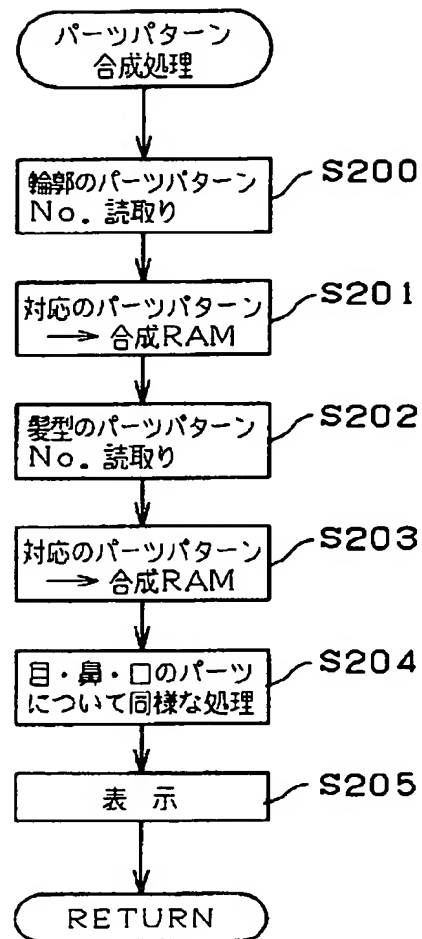 パーツパターン
合成処理
輪郭のパーツパターン
No. 読取り
S200
対応のパーツパターン
→ 合成RAM
S201
髪型のパーツパターン
No. 読取り
S202
対応のパーツパターン
→ 合成RAM
S203
目・鼻・口のパーツ
について同様な処理
S204
表 示
S205
RETURN